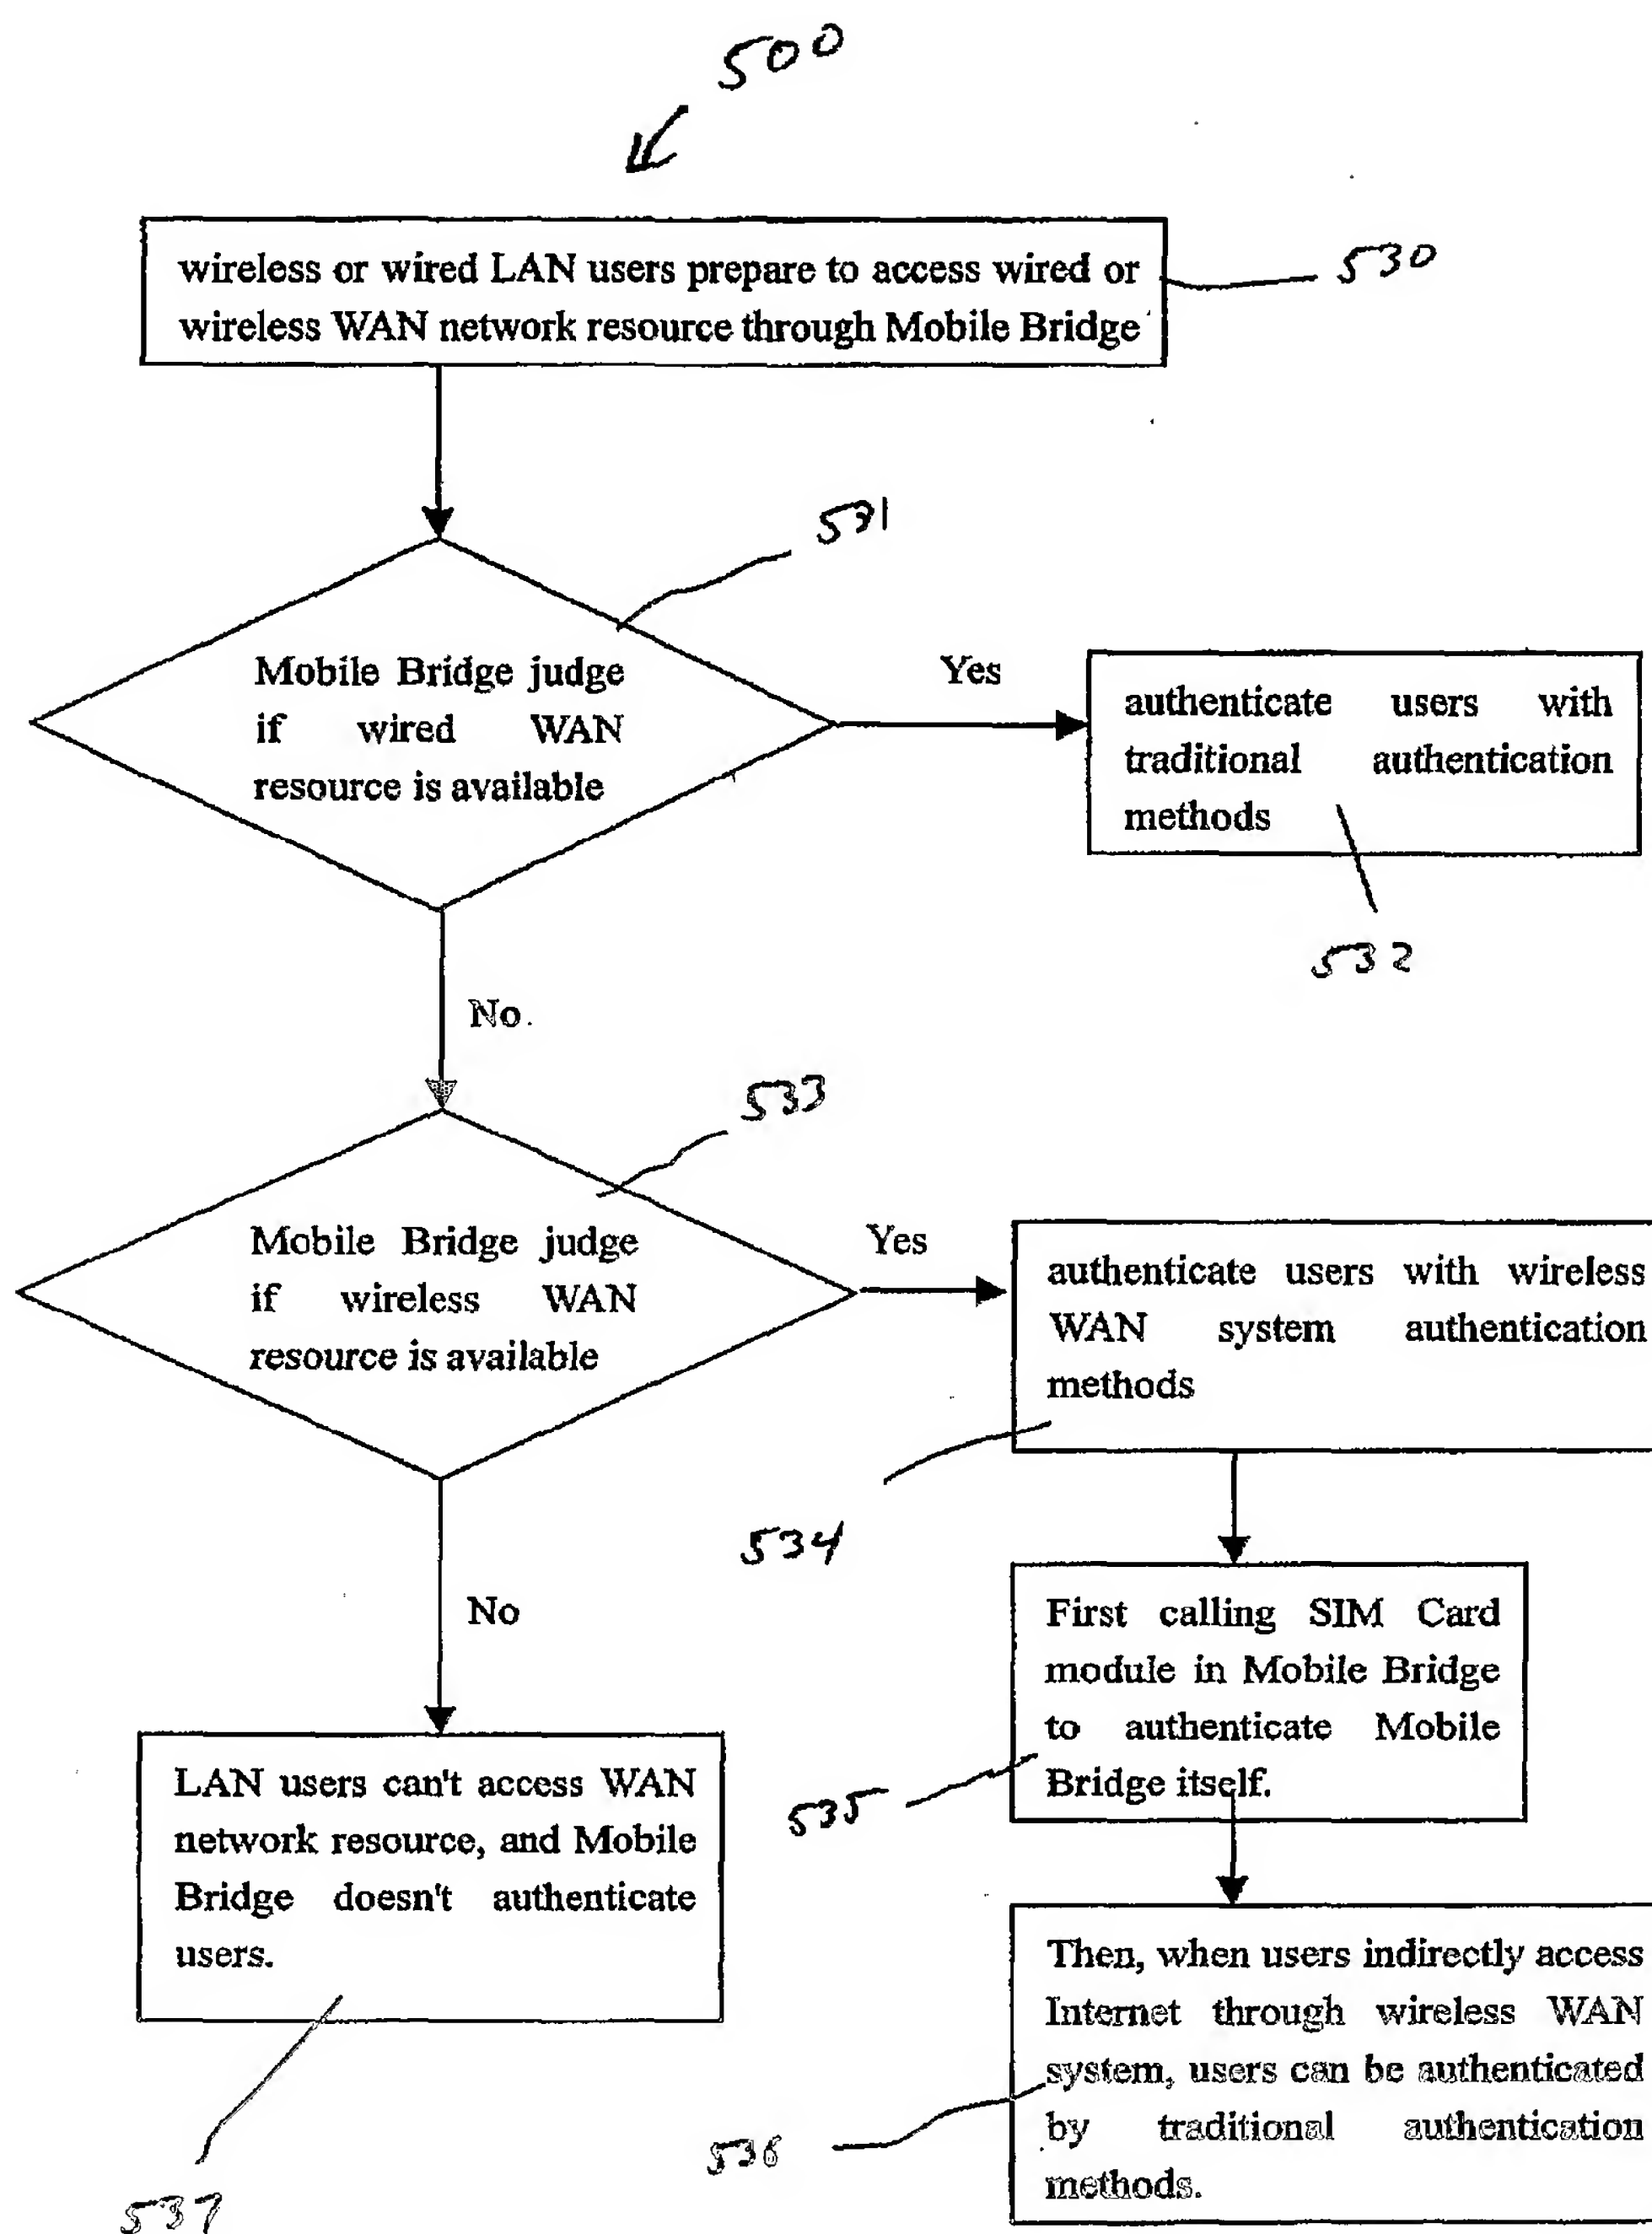 500
wireless or wired LAN users prepare to access wired or
wireless WAN network resource through Mobile Bridge
530
531
Mobile Bridge judge
if wired WAN
resource is available
Yes
authenticate users with
traditional authentication
methods
532
No
533
Mobile Bridge judge
if wireless WAN
resource is available
Yes
authenticate users with wireless
WAN system authentication
methods
534
No
First calling SIM Card
module in Mobile Bridge
to authenticate Mobile
Bridge itself.
535
LAN users can't access WAN
network resource, and Mobile
Bridge doesn't authenticate
users.
537
Then, when users indirectly access
Internet through wireless WAN
system, users can be authenticated
by traditional authentication
methods.
536